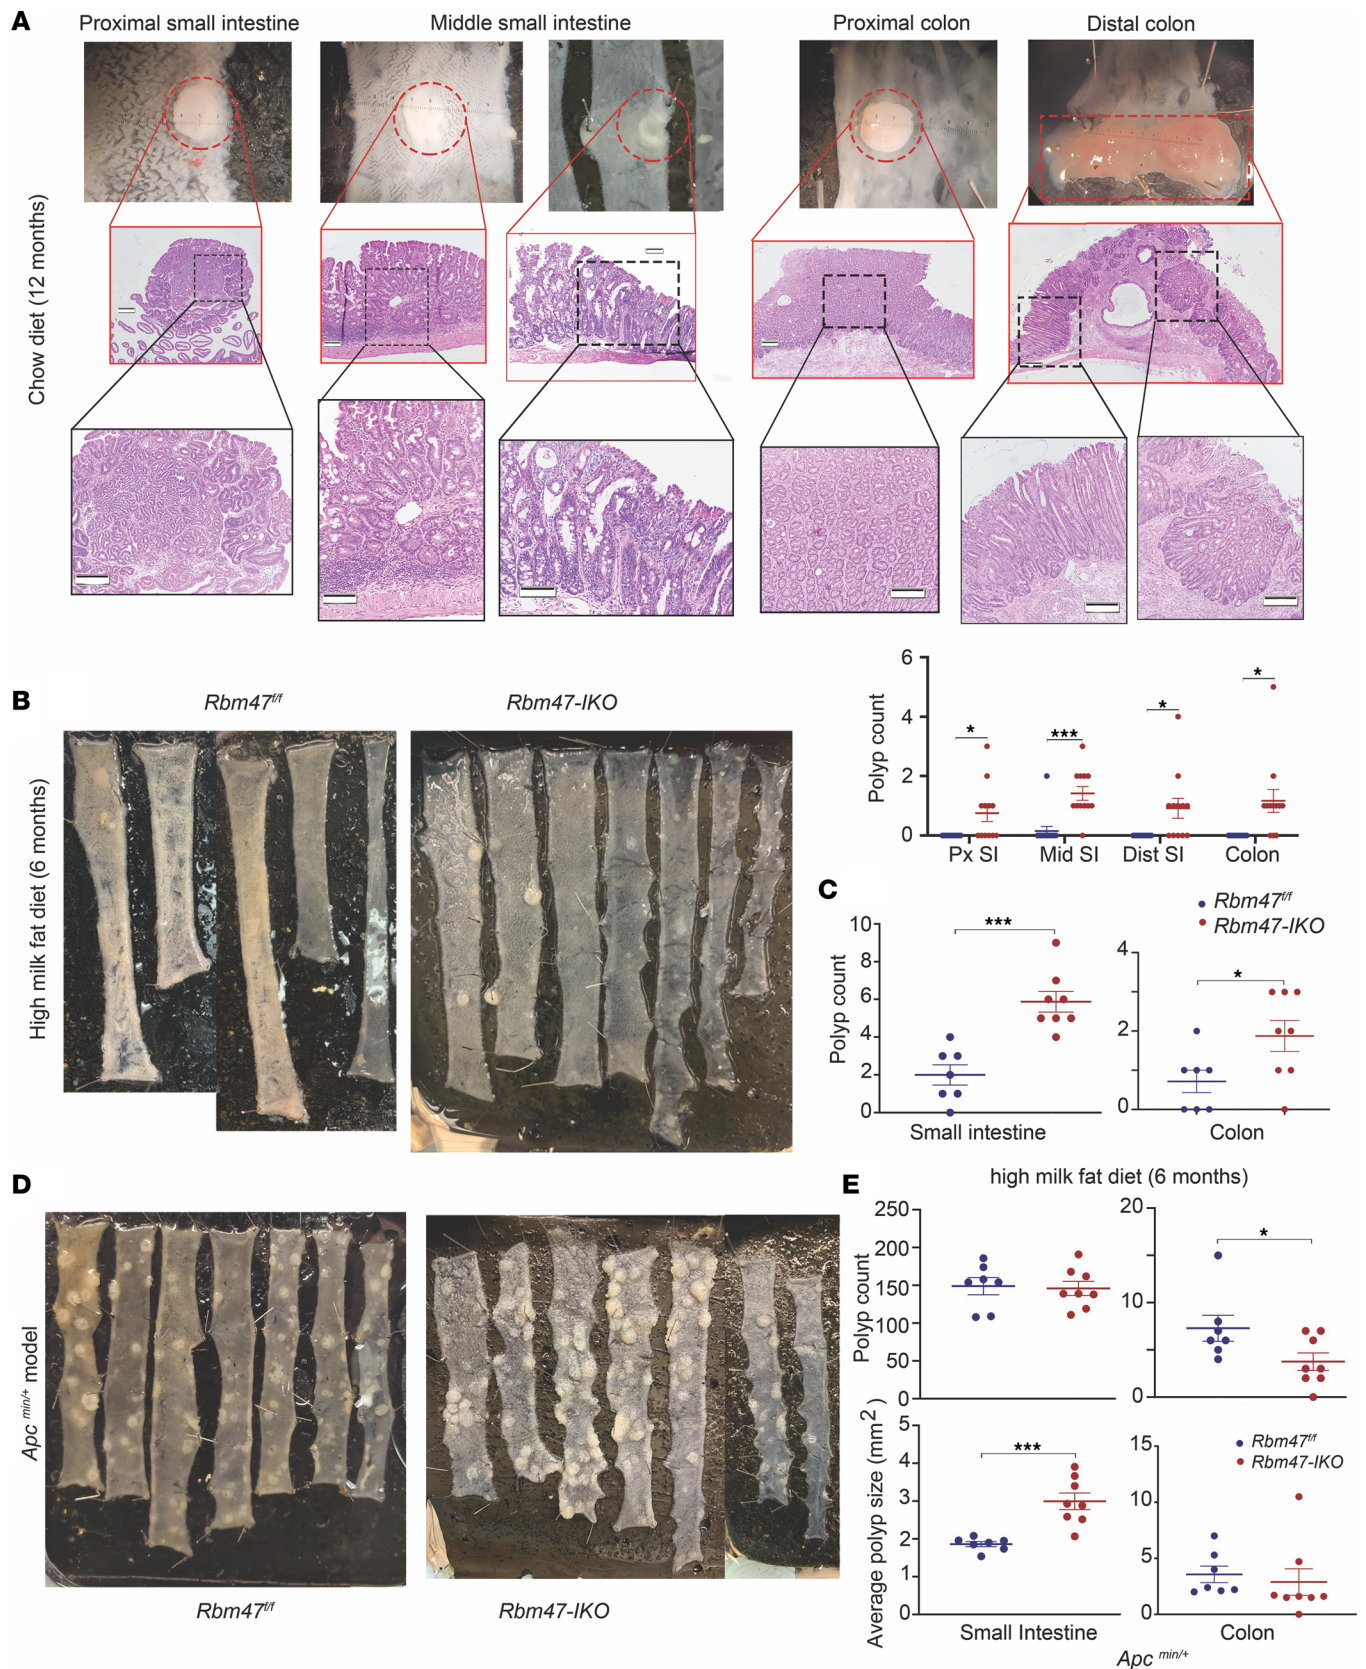 A
Proximal small intestine
Middle small intestine
Proximal colon
Distal colon
Chow diet (12 months)
B
Rbm47f/f
Rbm47-IKO
High milk fat diet (6 months)
Polyp count
6
4
2
0
*
***
*
*
Px SI
Mid SI
Dist SI
Colon
C
Rbm47f/f
Rbm47-IKO
Polyp count
10
8
6
4
2
0
***
Small intestine
4
2
0
*
Colon
high milk fat diet (6 months)
D
Apc min/+ model
Rbm47f/f
Rbm47-IKO
E
Polyp count
250
200
150
100
50
0
20
10
0
*
Average polyp size (mm2)
5
4
3
2
1
0
***
Small Intestine
15
10
5
0
Rbm47f/f
Rbm47-IKO
Colon
Apc min/+